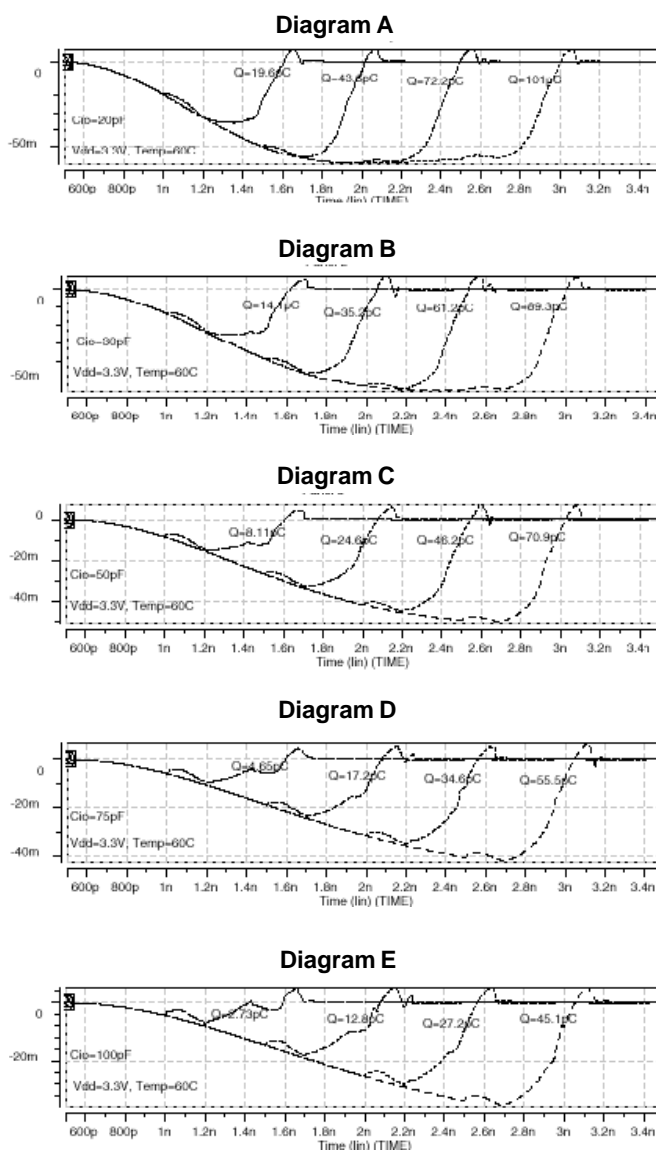 Diagram A
Q=19.6pC Q=43.8pC Q=72.2pC Q=101pC
0
Cio=20pF
-50m
Vdd=3.3V, Temp=60C
600p 800p 1n 1.2n 1.4n 1.6n 1.8n 2n 2.2n 2.4n 2.6n 2.8n 3n 3.2n 3.4n
Time (lin) (TIME)
Diagram B
0
Q=14.1pC Q=35.2pC Q=61.2pC Q=89.3pC
Cio=30pF
-50m
Vdd=3.3V, Temp=60C
600p 800p 1n 1.2n 1.4n 1.6n 1.8n 2n 2.2n 2.4n 2.6n 2.8n 3n 3.2n 3.4n
Time (lin) (TIME)
Diagram C
0
Q=8.11pC Q=24.6pC Q=46.2pC Q=70.9pC
-20m
Cio=50pF
-40m
Vdd=3.3V, Temp=60C
600p 800p 1n 1.2n 1.4n 1.6n 1.8n 2n 2.2n 2.4n 2.6n 2.8n 3n 3.2n 3.4n
Time (lin) (TIME)
Diagram D
0
Q=4.65pC Q=17.2pC Q=34.6pC Q=55.5pC
-20m
Cio=75pF
Vdd=3.3V, Temp=60C
-40m
600p 800p 1n 1.2n 1.4n 1.6n 1.8n 2n 2.2n 2.4n 2.6n 2.8n 3n 3.2n 3.4n
Time (lin) (TIME)
Diagram E
0
Q=2.73pC Q=12.8pC Q=27.2pC Q=45.1pC
Cio=100pF
-20m
Vdd=3.3V, Temp=60C
600p 800p 1n 1.2n 1.4n 1.6n 1.8n 2n 2.2n 2.4n 2.6n 2.8n 3n 3.2n 3.4n
Time (lin) (TIME)